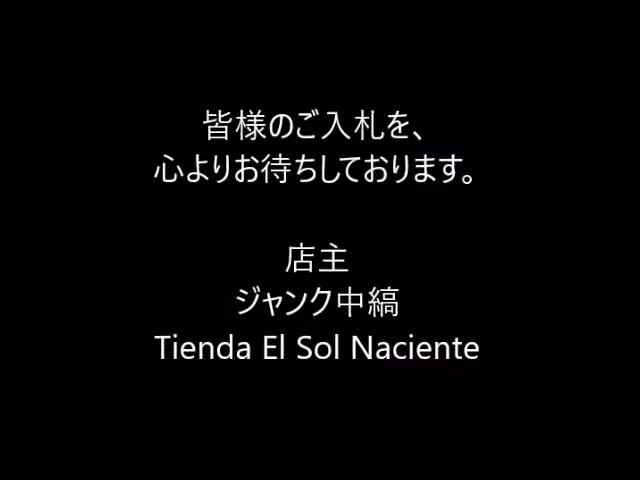 皆様のご入札を、
心よりお待ちしております。
店主
ジャンク中縞
Tienda El Sol Naciente